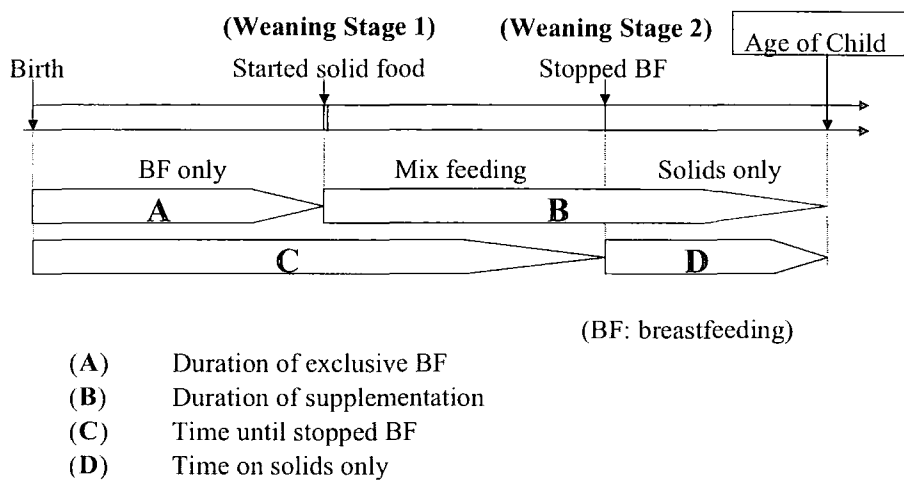 (Weaning Stage 1) (Weaning Stage 2)
Age of Child
Birth Started solid food Stopped BF
BF only Mix feeding Solids only
A B
C D
(BF: breastfeeding)
(A) Duration of exclusive BF
(B) Duration of supplementation
(C) Time until stopped BF
(D) Time on solids only